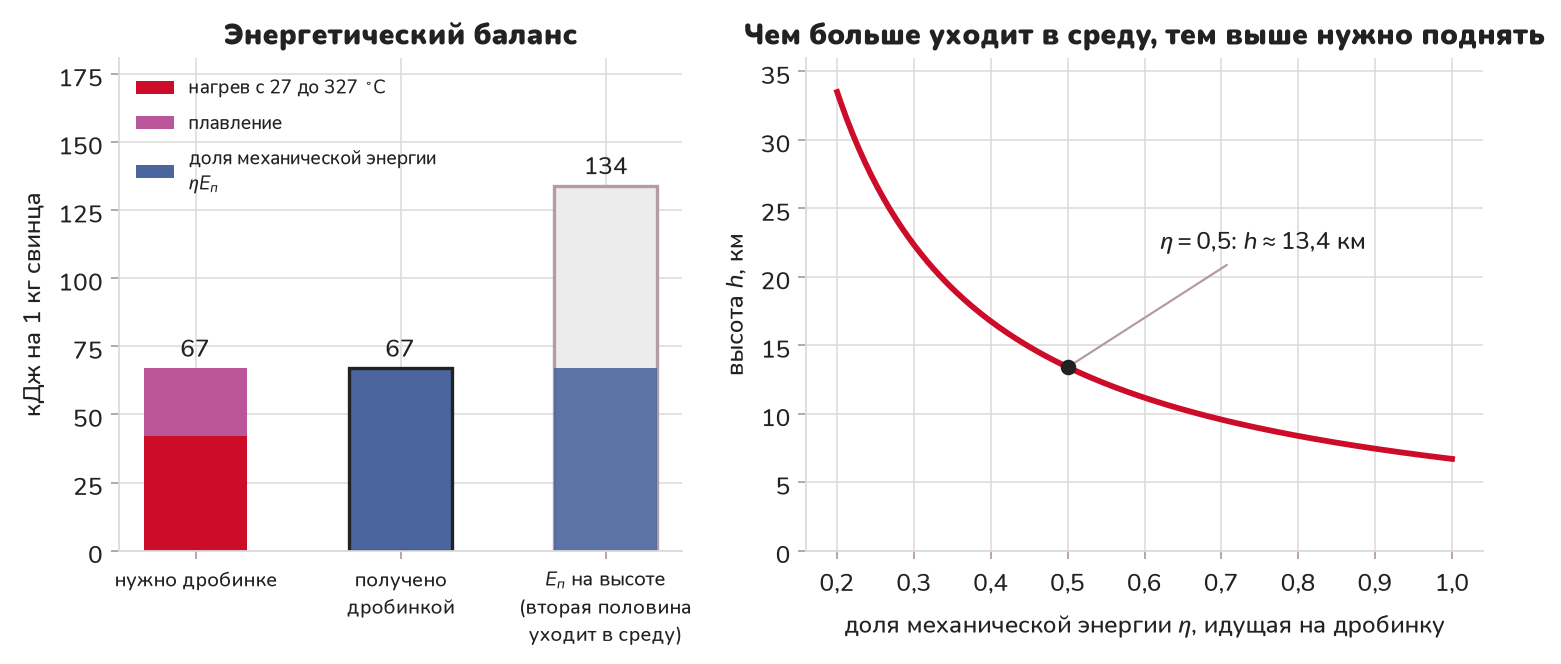 Энергетический баланс
кДж на 1 кг свинца
175
150
125
100
75
50
25
0
нагрев с 27 до 327 °C
плавление
доля механической энергии
ηEп
67
67
134
нужно дробинке
получено
дробинкой
Eп на высоте
(вторая половина
уходит в среду)
Чем больше уходит в среду, тем выше нужно поднять
высота h, км
35
30
25
20
15
10
5
0
η = 0,5: h ≈ 13,4 км
0,2 0,3 0,4 0,5 0,6 0,7 0,8 0,9 1,0
доля механической энергии η, идущая на дробинку